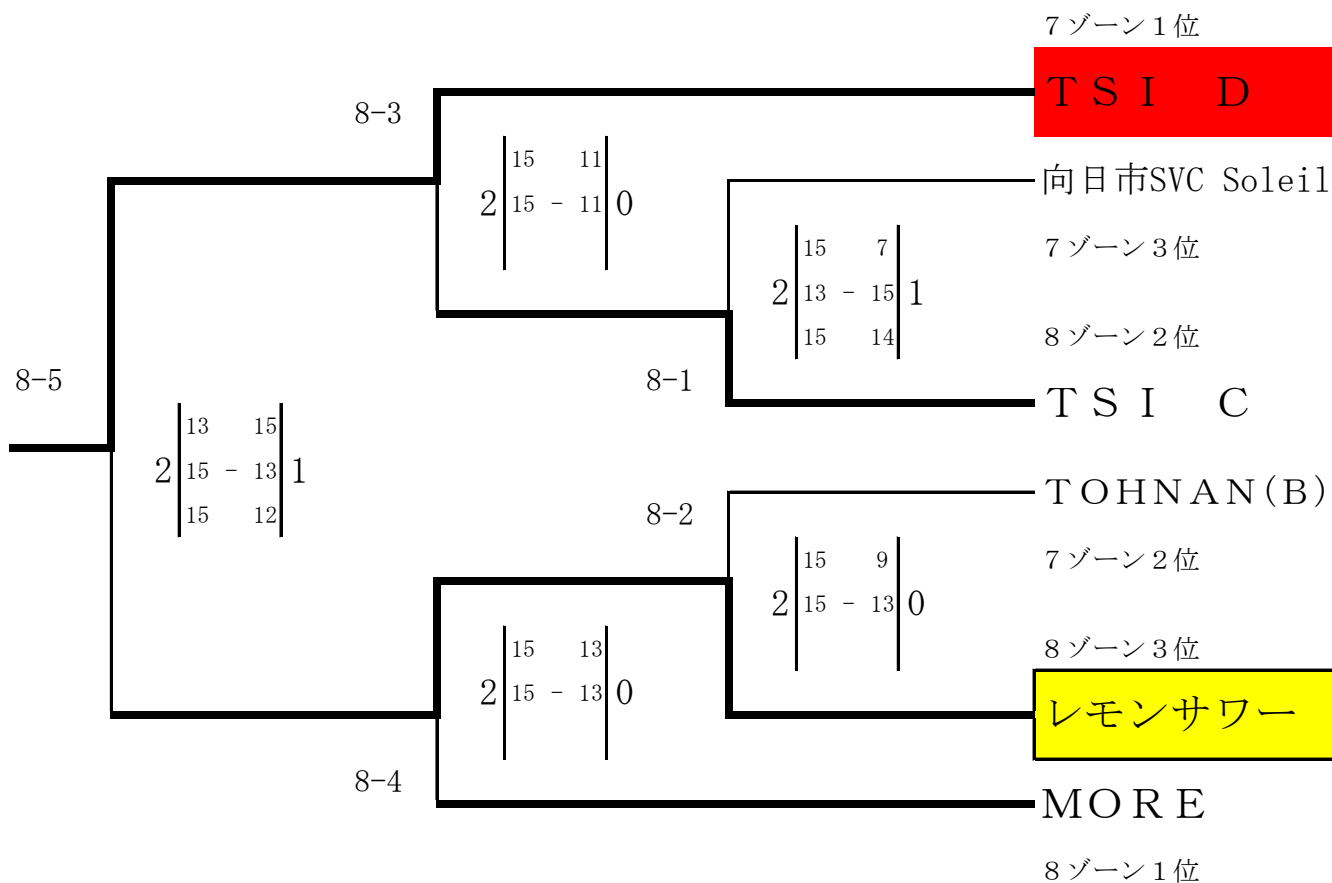 7ゾーン1位
ＴＳＩ　Ｄ
8-3
15 11
2 15 - 11 0
向日市SVC Soleil
7ゾーン3位
15 7
2 13 - 15 1
15 14
8ゾーン2位
8-5
8-1
ＴＳＩ　Ｃ
13 15
2 15 - 13 1
15 12
ＴＯＨＮＡＮ(Ｂ)
8-2
7ゾーン2位
15 9
2 15 - 13 0
8ゾーン3位
15 13
2 15 - 13 0
レモンサワー
8-4
ＭＯＲＥ
8ゾーン1位